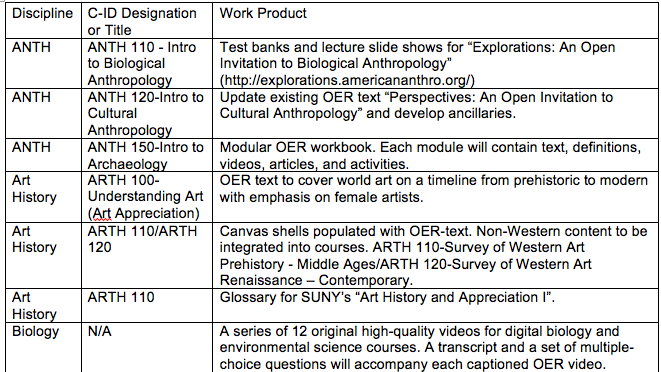 Discipline C-ID Designation or Title Work Product
ANTH
ANTH 110 - Intro
to Biological
Anthropology
Test banks and lecture slide shows for “Explorations: An Open
Invitation to Biological Anthropology”
(http://explorations.americananthro.org/)
ANTH
ANTH 120-Intro to
Cultural
Anthropology
Update existing OER text “Perspectives: An Open Invitation to
Cultural Anthropology” and develop ancillaries.
ANTH
ANTH 150-Intro to
Archaeology
Modular OER workbook. Each module will contain text, definitions,
videos, articles, and activities.
Art
History
ARTH 100-
Understanding Art
(Art Appreciation)
OER text to cover world art on a timeline from prehistoric to modern
with emphasis on female artists.
Art
History
ARTH 110/ARTH
120
Canvas shells populated with OER-text. Non-Western content to be
integrated into courses. ARTH 110-Survey of Western Art
Prehistory - Middle Ages/ARTH 120-Survey of Western Art
Renaissance – Contemporary.
Art
History
ARTH 110
Glossary for SUNY’s “Art History and Appreciation I”.
Biology
N/A
A series of 12 original high-quality videos for digital biology and
environmental science courses. A transcript and a set of multiple-
choice questions will accompany each captioned OER video.